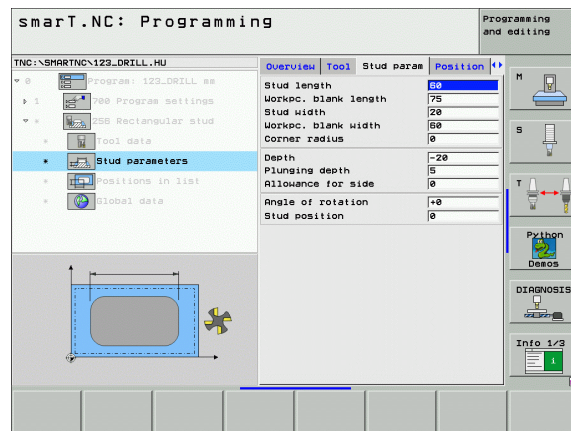 smarT.NC: Programming
Programming
and editing
TNC:\SMARTNC\123_DRILL.HU
0 Program: 123_DRILL mm
1 700 Program settings
* 256 Rectangular stud
* Tool data
* Stud parameters
* Positions in list
* Global data
Overview Tool Stud param Position
Stud length 60
Workpc. blank length 75
Stud width 20
Workpc. blank width 60
Corner radius 0
Depth -20
Plunging depth 5
Allowance for side 0
Angle of rotation +0
Stud position 0
M
S
T
Python
Demos
DIAGNOSIS
Info 1/3